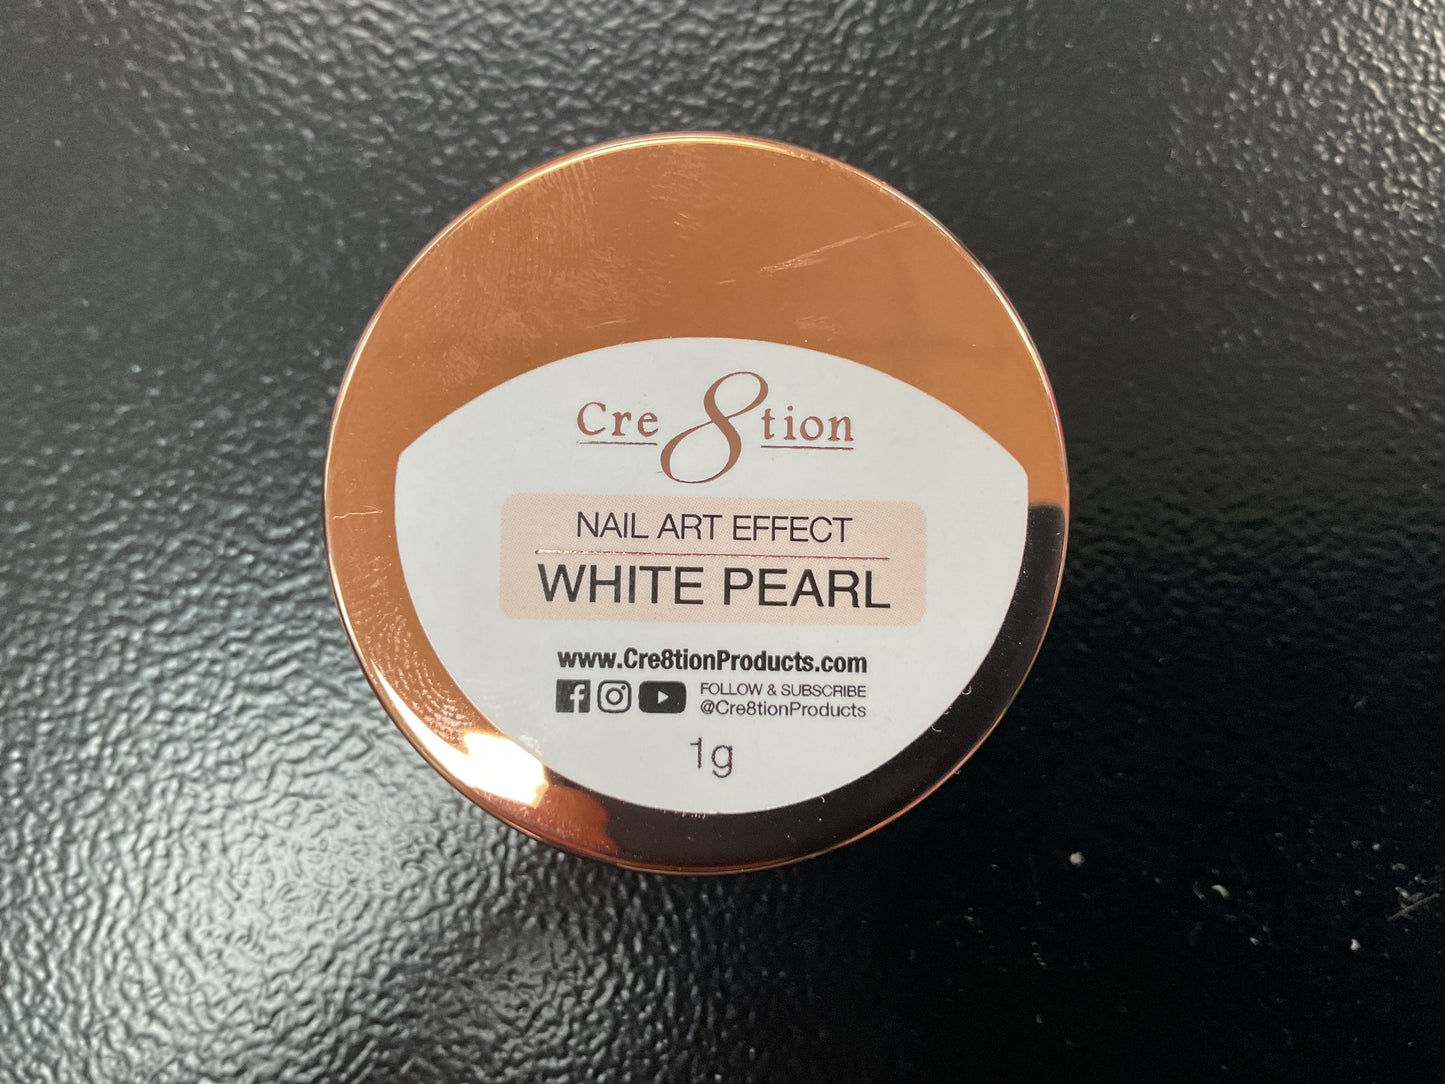 Cre8tion
NAIL ART EFFECT
WHITE PEARL
www.Cre8tionProducts.com
FOLLOW & SUBSCRIBE
@Cre8tionProducts
1g